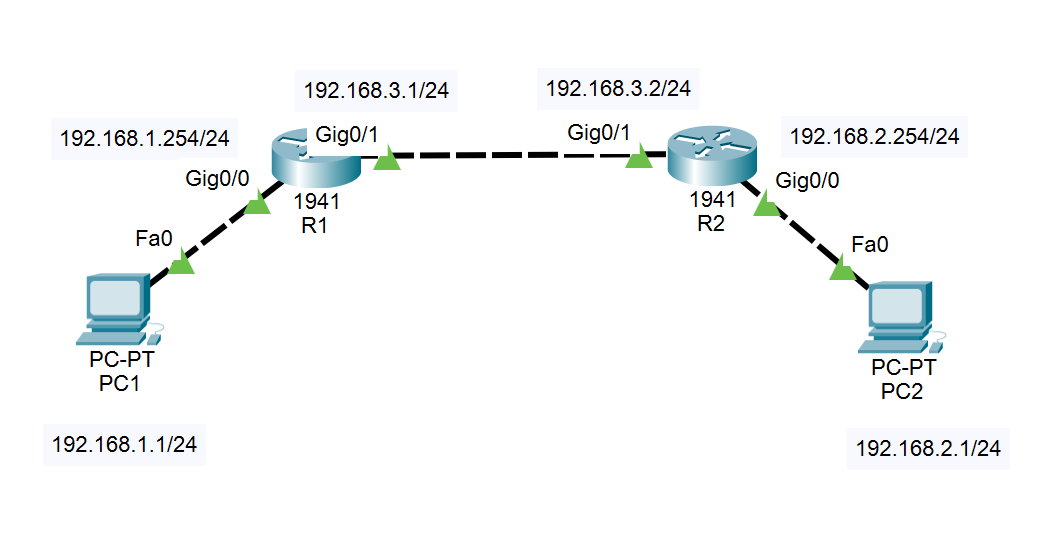 192.168.3.1/24
192.168.3.2/24
192.168.1.254/24
Gig0/1
Gig0/1
192.168.2.254/24
Gig0/0
1941
R1
1941
R2
Gig0/0
Fa0
Fa0
PC-PT
PC1
PC-PT
PC2
192.168.1.1/24
192.168.2.1/24